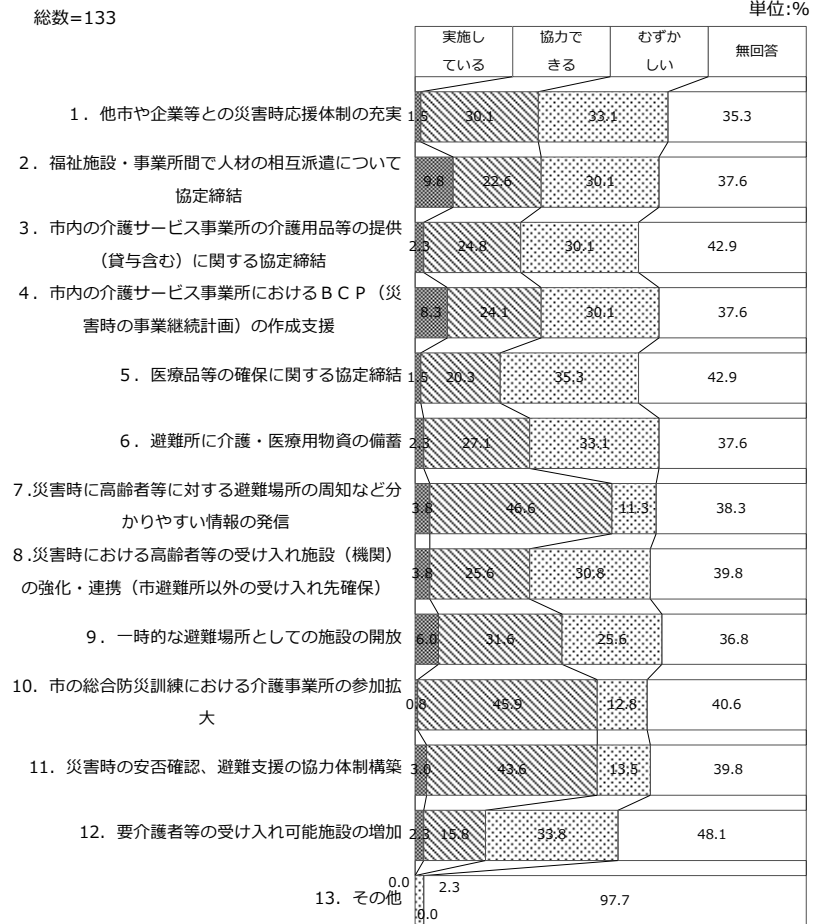 総数=133
単位:%
実施し
ている
協力で
きる
むずか
しい
無回答
1．他市や企業等との災害時応援体制の充実 1.5 30.1 33.1 35.3
2．福祉施設・事業所間で人材の相互派遣について
協定締結 9.8 22.6 30.1 37.6
3．市内の介護サービス事業所の介護用品等の提供
（貸与含む）に関する協定締結 2.3 24.8 30.1 42.9
4．市内の介護サービス事業所におけるＢＣＰ（災
害時の事業継続計画）の作成支援 8.3 24.1 30.1 37.6
5．医療品等の確保に関する協定締結 1.5 20.3 35.3 42.9
6．避難所に介護・医療用物資の備蓄 2.3 27.1 33.1 37.6
7.災害時に高齢者等に対する避難場所の周知など分
かりやすい情報の発信 3.8 46.6 11.3 38.3
8.災害時における高齢者等の受け入れ施設（機関）
の強化・連携（市避難所以外の受け入れ先確保） 3.8 25.6 30.8 39.8
9．一時的な避難場所としての施設の開放 6.0 31.6 25.6 36.8
10．市の総合防災訓練における介護事業所の参加拡
大 0.8 45.9 12.8 40.6
11．災害時の安否確認、避難支援の協力体制構築 3.0 43.6 13.5 39.8
12．要介護者等の受け入れ可能施設の増加 2.3 15.8 33.8 48.1
13．その他 0.0 0.0 2.3 97.7